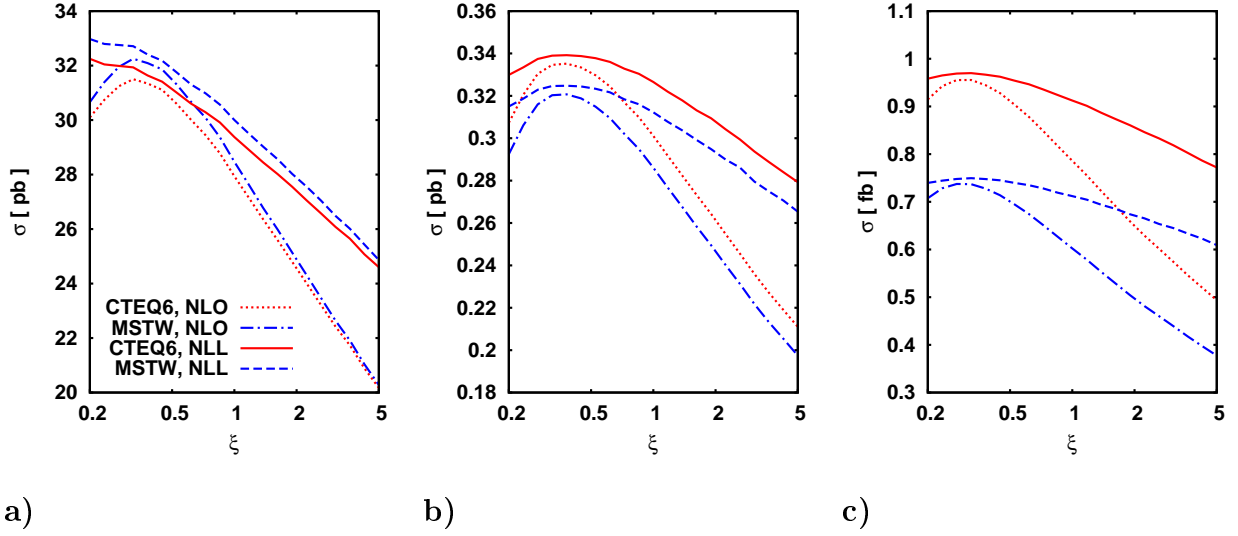 34
32
30
28
26
24
22
20
σ [ pb ]
CTEQ6, NLO
MSTW, NLO
CTEQ6, NLL
MSTW, NLL
0.2 0.5 1 2 5
ξ
a)
0.36
0.34
0.32
0.3
0.28
0.26
0.24
0.22
0.2
0.18
σ [ pb ]
0.2 0.5 1 2 5
ξ
b)
1.1
1
0.9
0.8
0.7
0.6
0.5
0.4
0.3
σ [ fb ]
0.2 0.5 1 2 5
ξ
c)